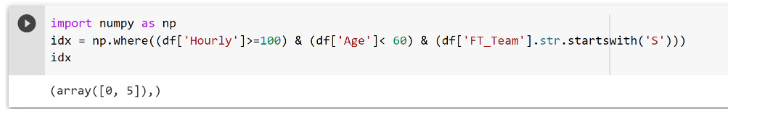 import numpy as np
idx = np.where((df['Hourly']>=100) & (df['Age']< 60) & (df['FT_Team'].str.startswith('S')))
idx
(array([0, 5]),)